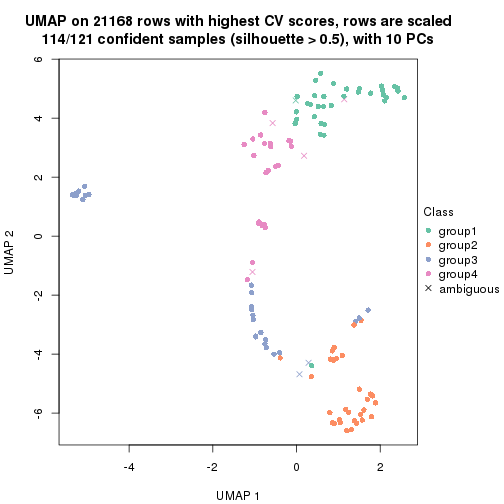 UMAP on 21168 rows with highest CV scores, rows are scaled
114/121 confident samples (silhouette > 0.5), with 10 PCs
6
4
2
0
-2
-4
-6
UMAP 2
-4
-2
0
2
UMAP 1
Class
group1
group2
group3
group4
ambiguous